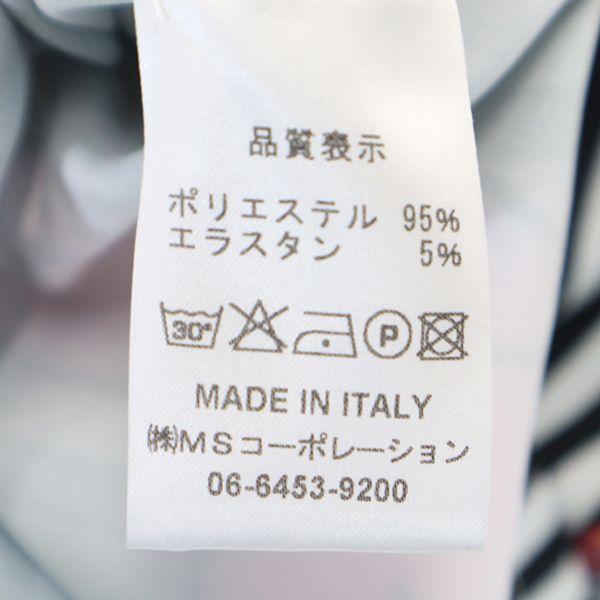 品質表示
ポリエステル 95%
エラスタン 5%
30° P
MADE IN ITALY
㈱MSコーポレーション
06-6453-9200